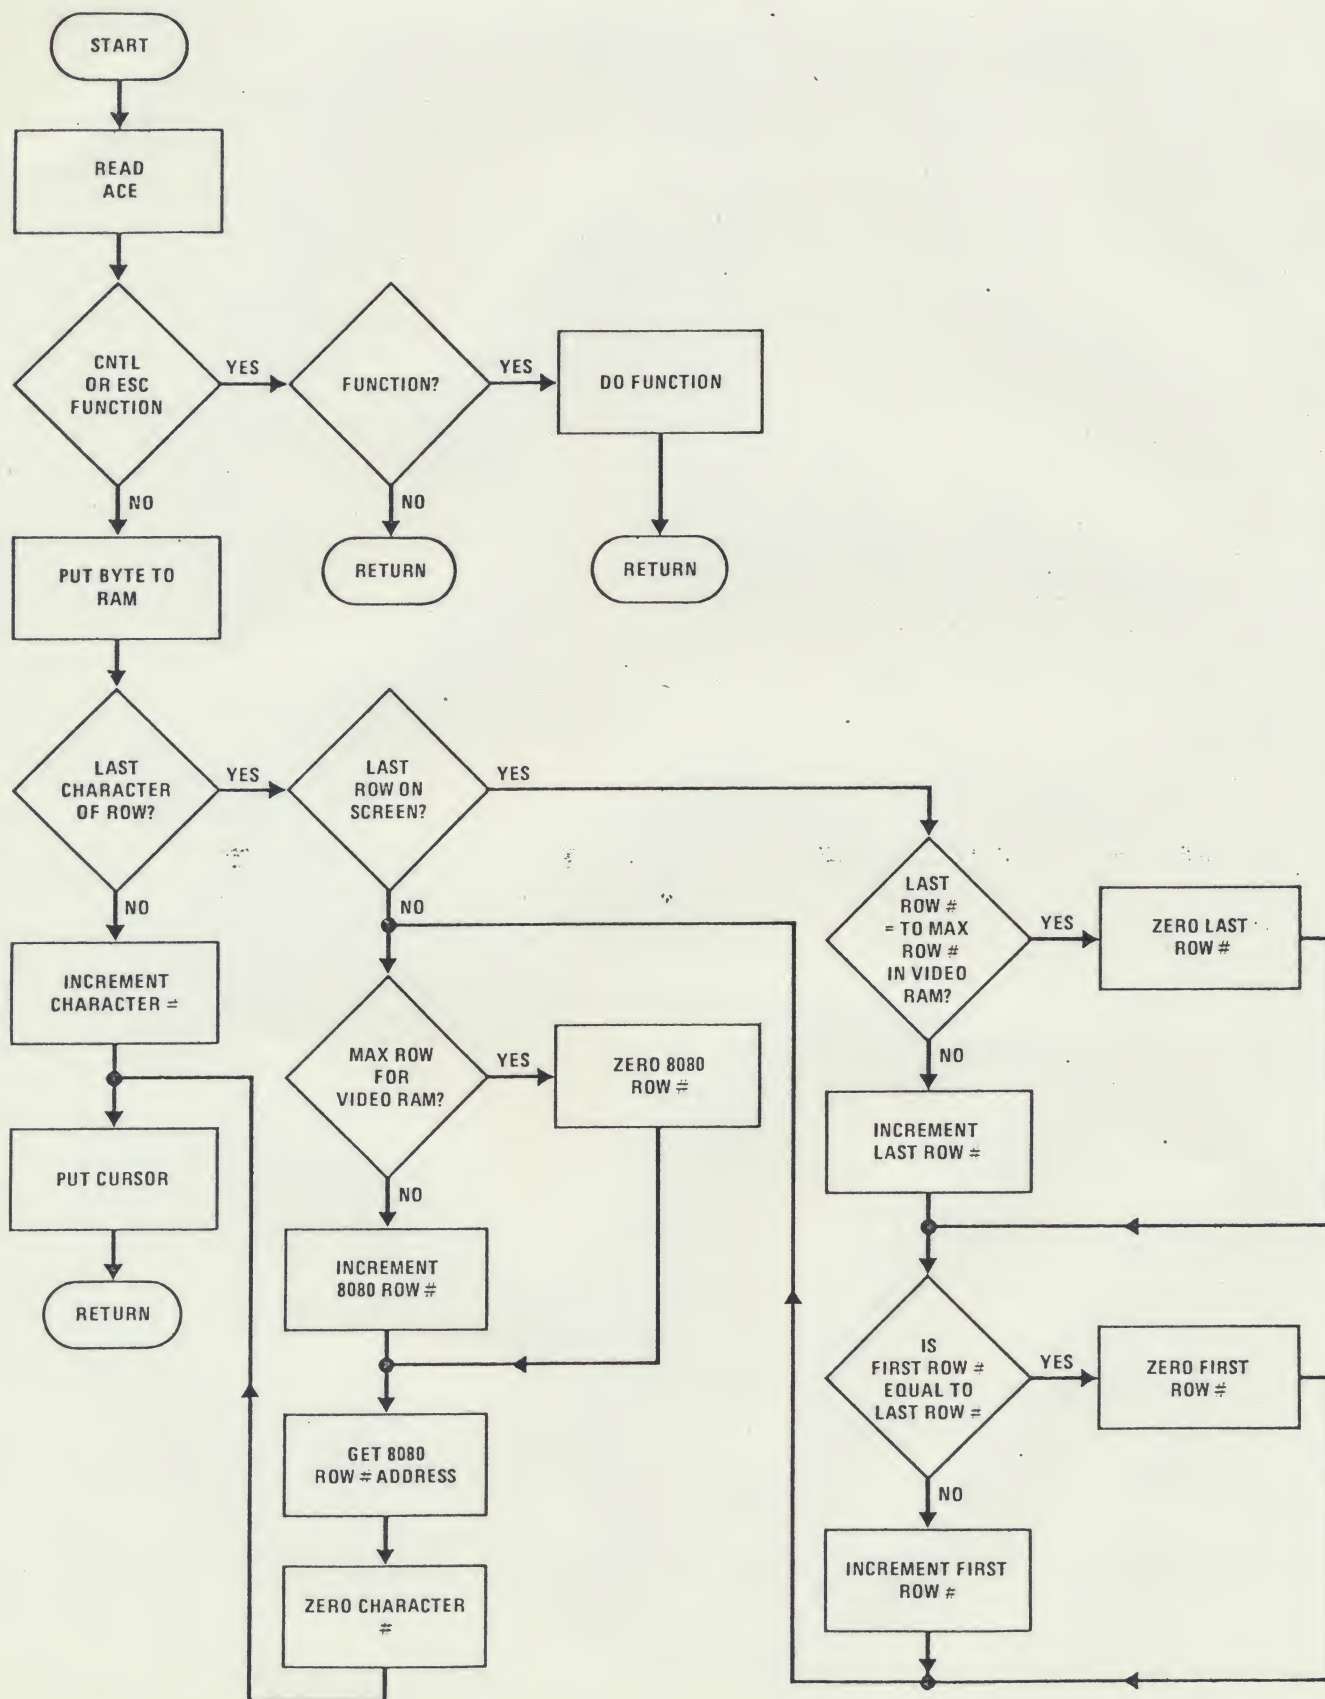 START
READ
ACE
CNTL
OR ESC
FUNCTION
YES
FUNCTION?
YES
DO FUNCTION
NO
NO
PUT BYTE TO
RAM
RETURN
RETURN
LAST
CHARACTER
OF ROW?
YES
LAST
ROW ON
SCREEN?
YES
NO
NO
LAST
ROW #
= TO MAX
ROW #
IN VIDEO
RAM?
YES
ZERO LAST
ROW #
INCREMENT
CHARACTER #
MAX ROW
FOR
VIDEO RAM?
YES
ZERO 8080
ROW #
NO
INCREMENT
LAST ROW #
PUT CURSOR
NO
INCREMENT
8080 ROW #
RETURN
IS
FIRST ROW #
EQUAL TO
LAST ROW #
YES
ZERO FIRST
ROW #
GET 8080
ROW # ADDRESS
NO
INCREMENT FIRST
ROW #
ZERO CHARACTER
#